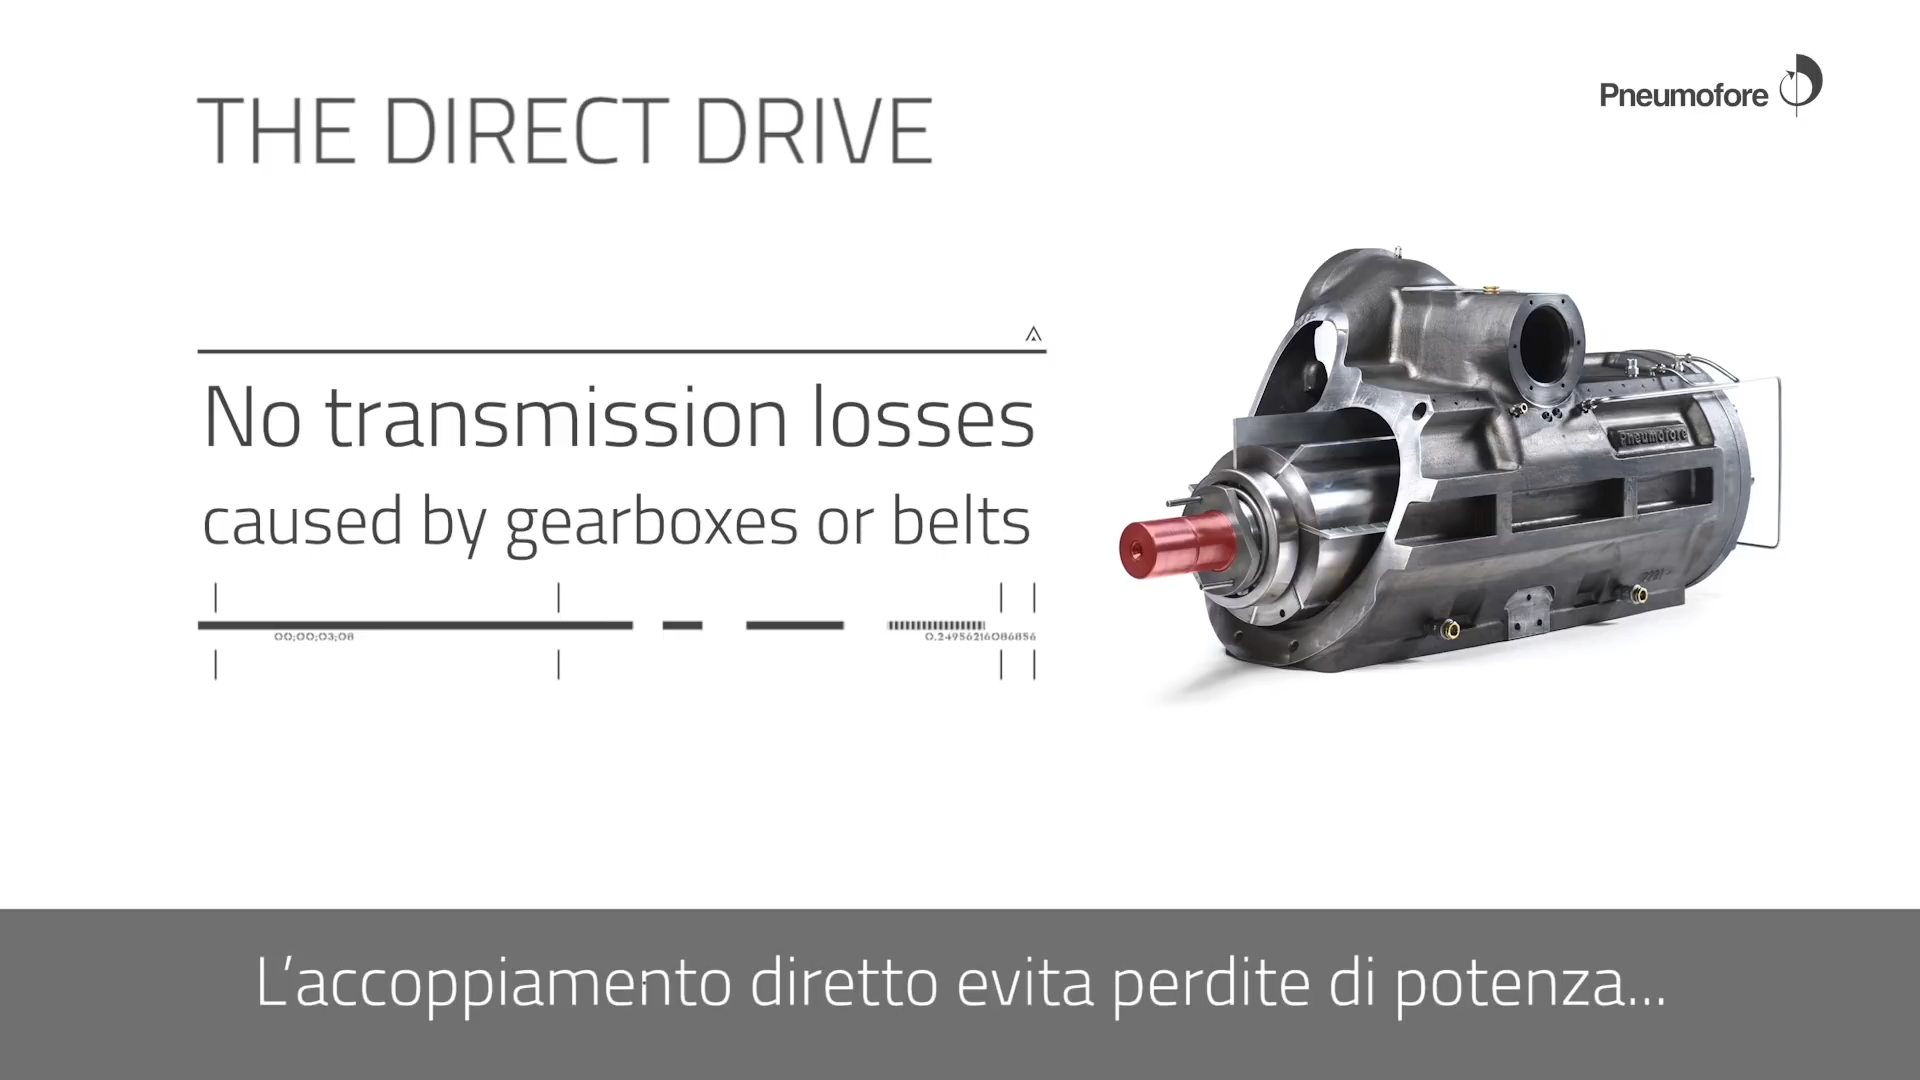 THE DIRECT DRIVE
Pneumofore
No transmission losses
caused by gearboxes or belts
Pneumofore
00;00;03;08
0.24956216086856
L’accoppiamento diretto evita perdite di potenza...